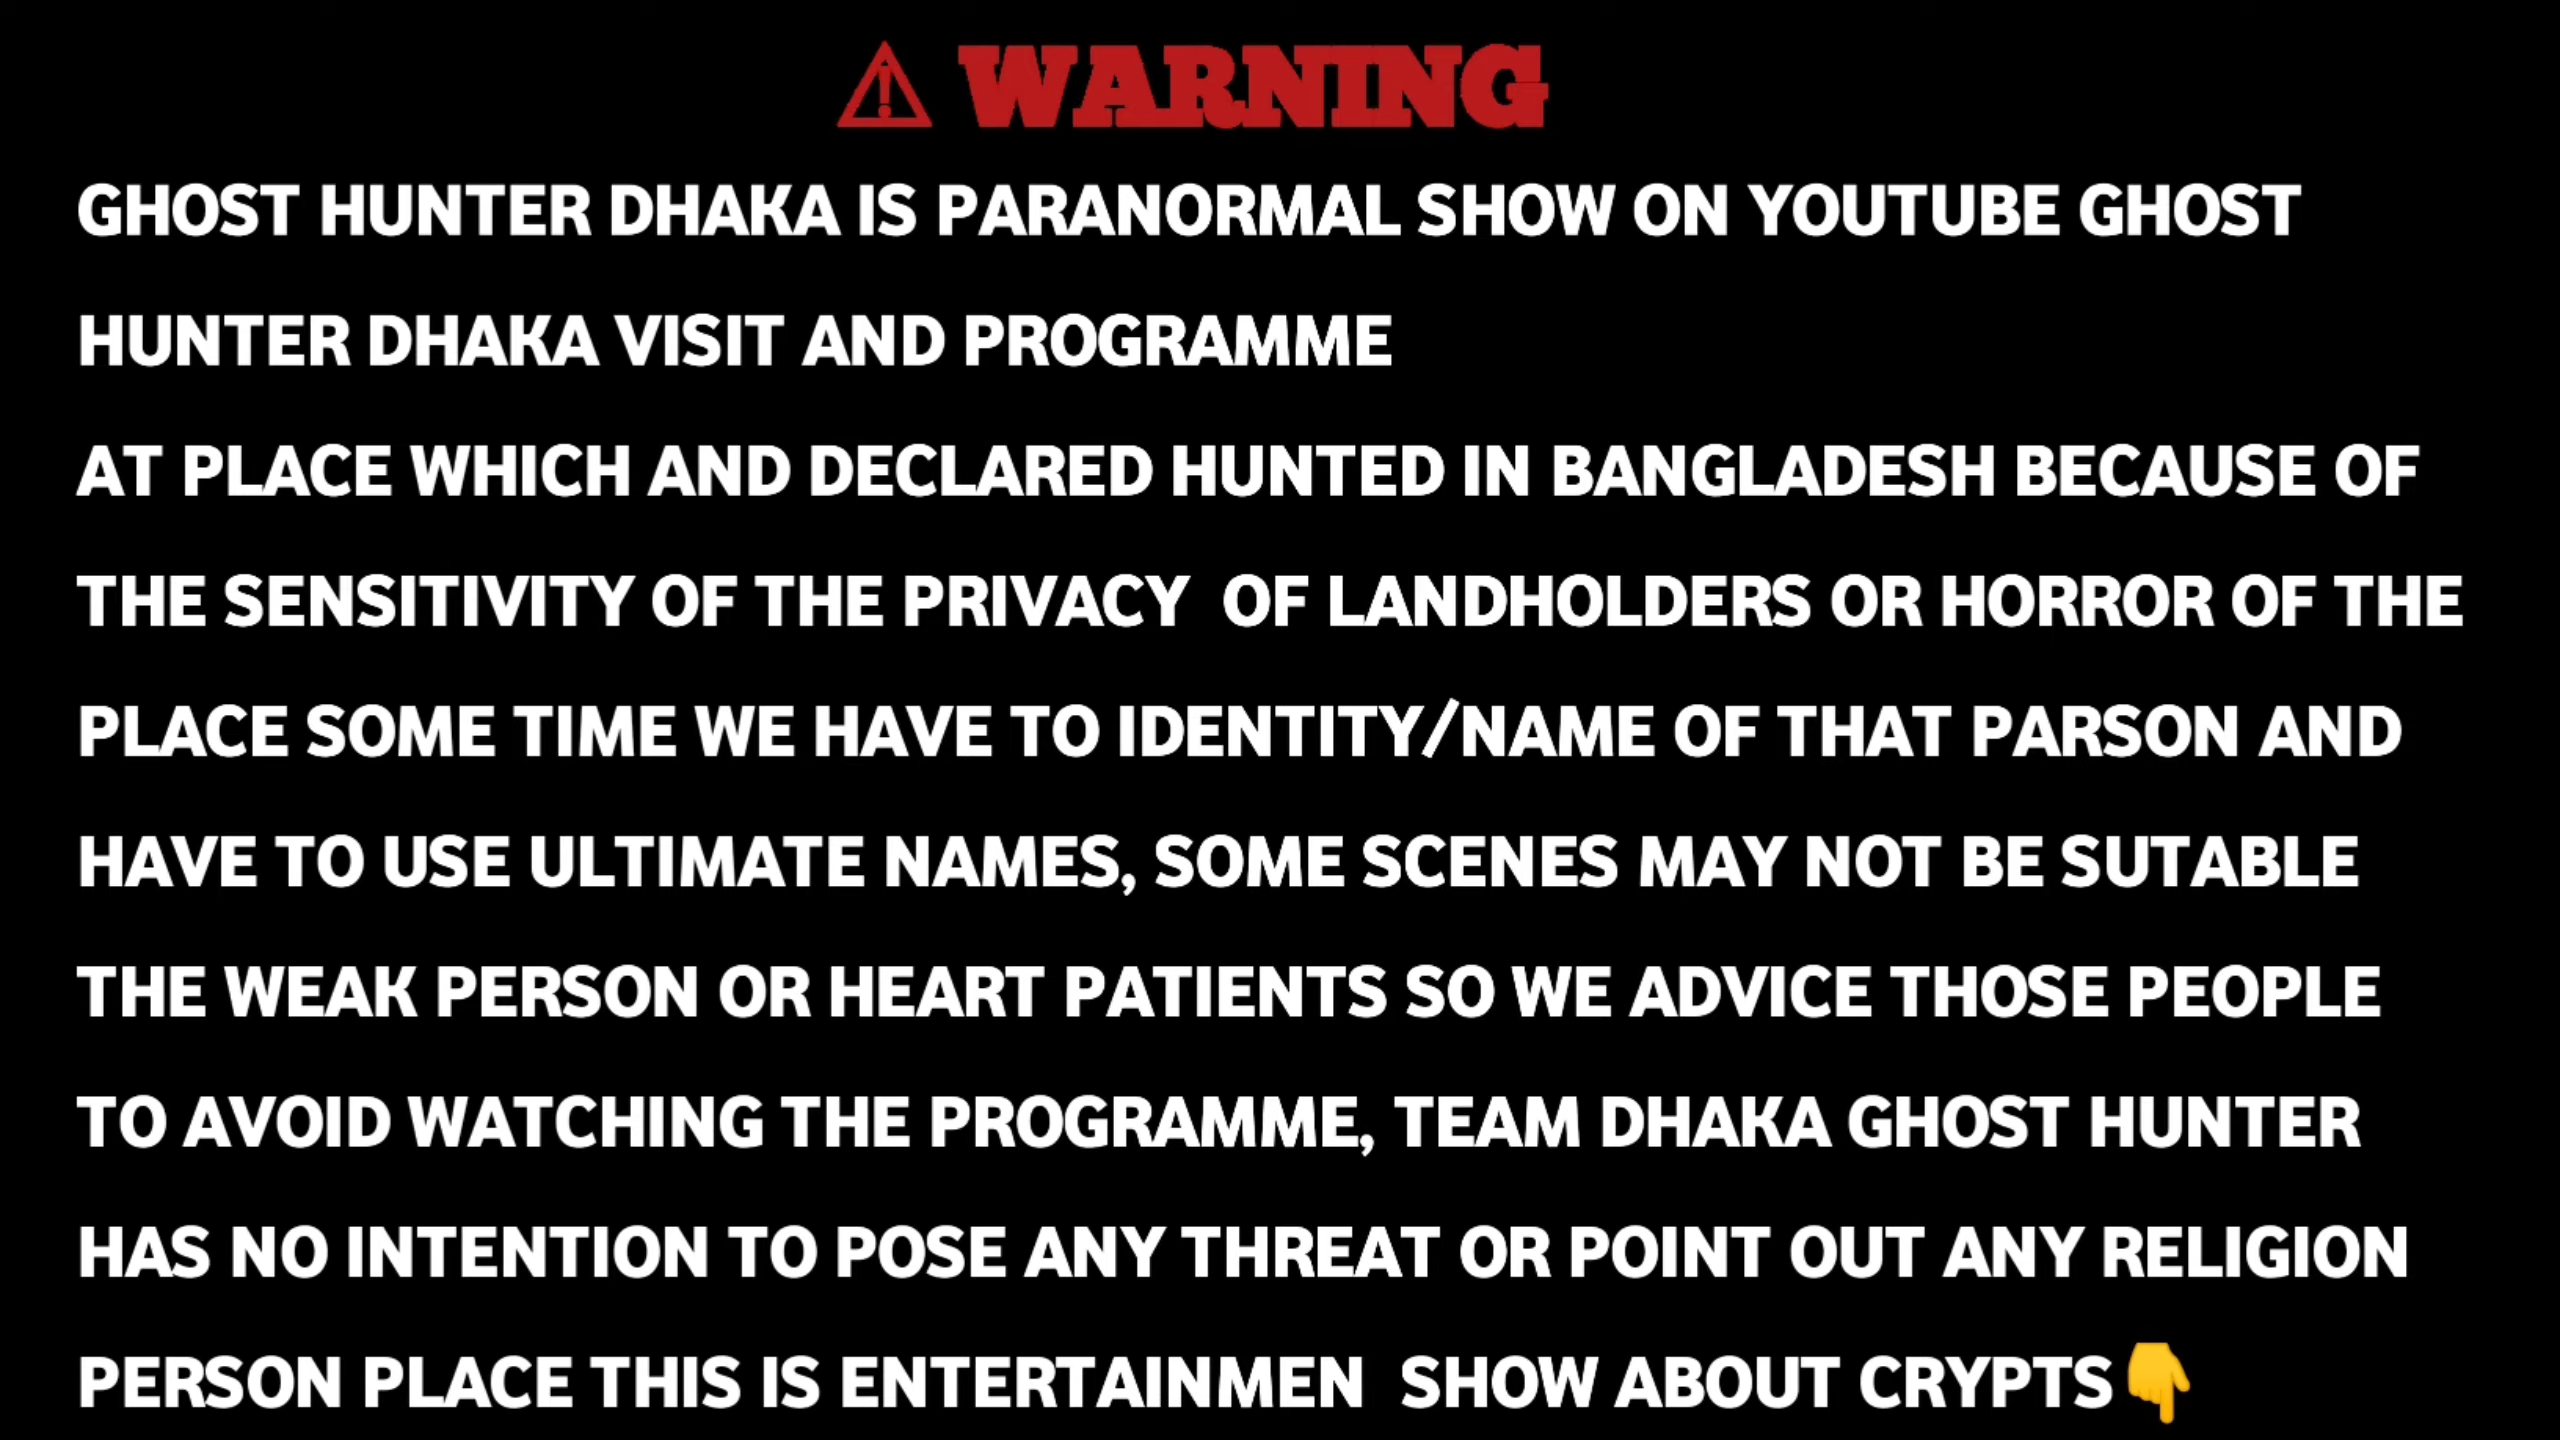 ⚠ WARNING
GHOST HUNTER DHAKA IS PARANORMAL SHOW ON YOUTUBE GHOST
HUNTER DHAKA VISIT AND PROGRAMME
AT PLACE WHICH AND DECLARED HUNTED IN BANGLADESH BECAUSE OF
THE SENSITIVITY OF THE PRIVACY OF LANDHOLDERS OR HORROR OF THE
PLACE SOME TIME WE HAVE TO IDENTITY/NAME OF THAT PARSON AND
HAVE TO USE ULTIMATE NAMES, SOME SCENES MAY NOT BE SUTABLE
THE WEAK PERSON OR HEART PATIENTS SO WE ADVICE THOSE PEOPLE
TO AVOID WATCHING THE PROGRAMME, TEAM DHAKA GHOST HUNTER
HAS NO INTENTION TO POSE ANY THREAT OR POINT OUT ANY RELIGION
PERSON PLACE THIS IS ENTERTAINMEN SHOW ABOUT CRYPTS👇